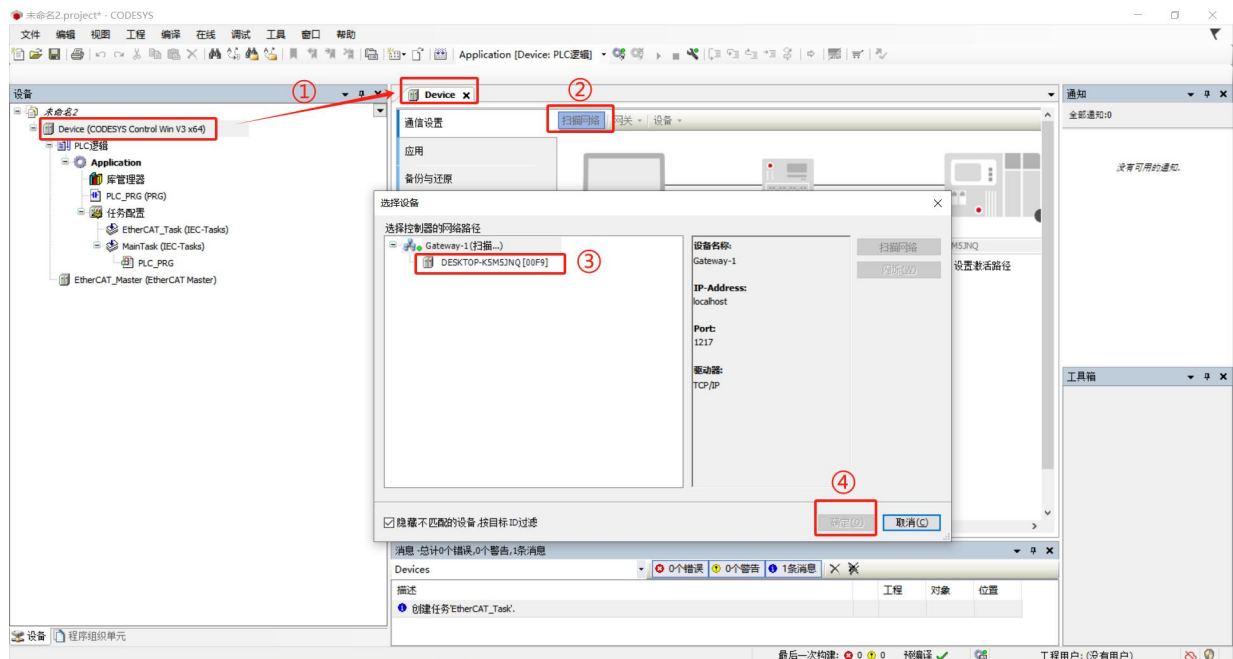 未命名2.project* - CODESYS
文件 编辑 视图 工程 编译 在线 调试 工具 窗口 帮助
Application [Device: PLC逻辑]
设备
①
Device
②
通知
未命名2
Device (CODESYS Control Win V3 x64)
通信设置
扫描网络
网关
设备
全部通知:0
PLC逻辑
Application
应用
没有可用的通知.
库管理器
备份与还原
PLC_PRG (PRG)
任务配置
EtherCAT_Task (IEC-Tasks)
MainTask (IEC-Tasks)
PLC_PRG
EtherCAT_Master (EtherCAT Master)
选择设备
选择控制器的网络路径
Gateway-1(扫描...)
DESKTOP-K5M5JNQ [00F9]
③
设备名称:
Gateway-1
IP-Address:
localhost
Port:
1217
驱动器:
TCP/IP
扫描网络
闪烁(W)
M5JNQ
设置激活路径
工具箱
④
隐藏不匹配的设备,按目标ID过滤
确定(O)
取消(C)
消息 -总计0个错误,0个警告,1条消息
Devices
0个错误
0个警告
1条消息
描述
工程
对象
位置
创建任务'EtherCAT_Task'.
设备
程序组织单元
最后一次构建: 0 0 预编译
工程用户: (没有用户)